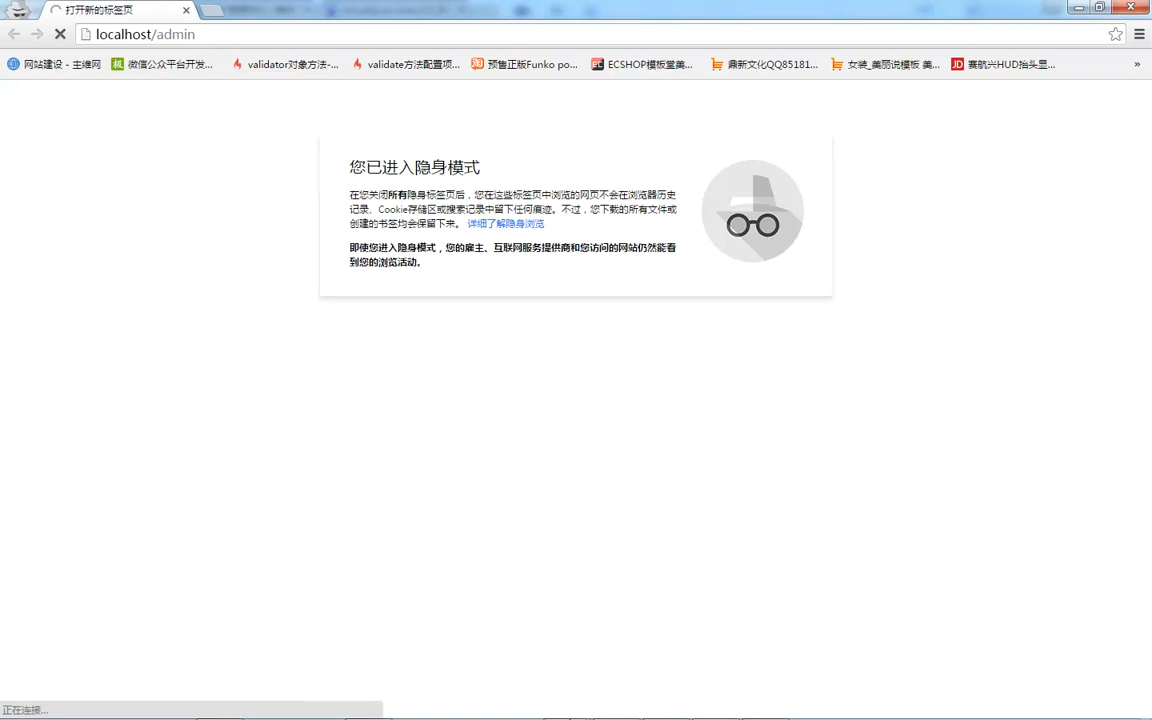 打开新的标签页
localhost/admin
网站建设 - 主维网
微信公众平台开发...
validator对象方法-...
validate方法配置项...
预售正版Funko po...
ECSHOP模板堂美...
鼎新文化QQ85181...
女装_美丽说模板 美...
赛航兴HUD抬头显...
»
您已进入隐身模式
在您关闭所有隐身标签页后，您在这些标签页中浏览的网页不会在浏览器历史
记录、Cookie存储区或搜索记录中留下任何痕迹。不过，您下载的所有文件或
创建的书签均会保留下来。 详细了解隐身浏览
即使您进入隐身模式，您的雇主、互联网服务提供商和您访问的网站仍然能看
到您的浏览活动。
正在连接...